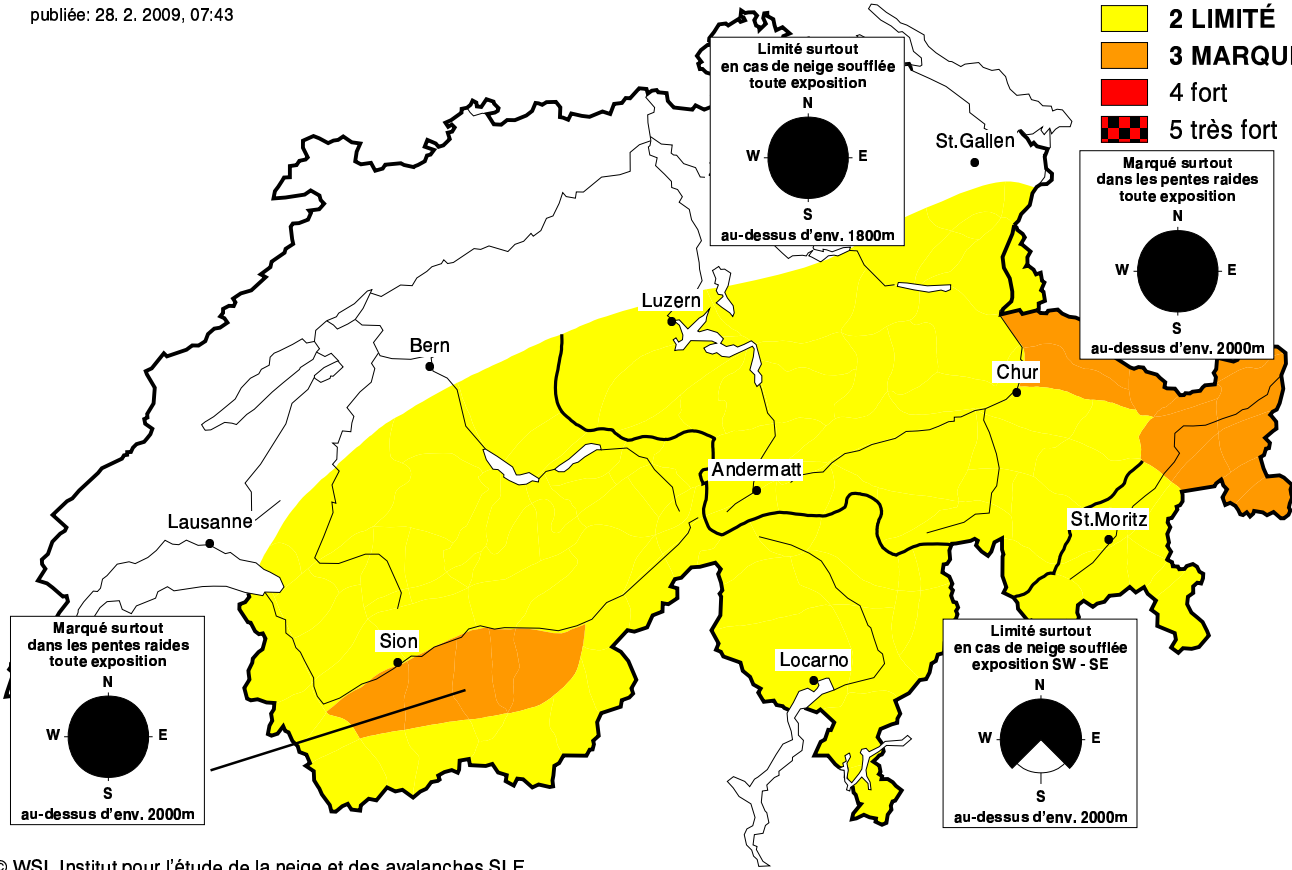 publiée: 28. 2. 2009, 07:43
2 LIMITÉ
3 MARQU
4 fort
5 très fort
Limité surtout
en cas de neige soufflée
toute exposition
N
W
E
S
au-dessus d'env. 1800m
St.Gallen
Marqué surtout
dans les pentes raides
toute exposition
N
W
E
S
au-dessus d'env. 2000m
Luzern
Bern
Chur
Andermatt
Lausanne
St.Moritz
Marqué surtout
dans les pentes raides
toute exposition
N
W
E
S
au-dessus d'env. 2000m
Sion
Locarno
Limité surtout
en cas de neige soufflée
exposition SW - SE
N
W
E
S
au-dessus d'env. 2000m
© WSL Institut pour l'étude de la neige et des avalanches SLF